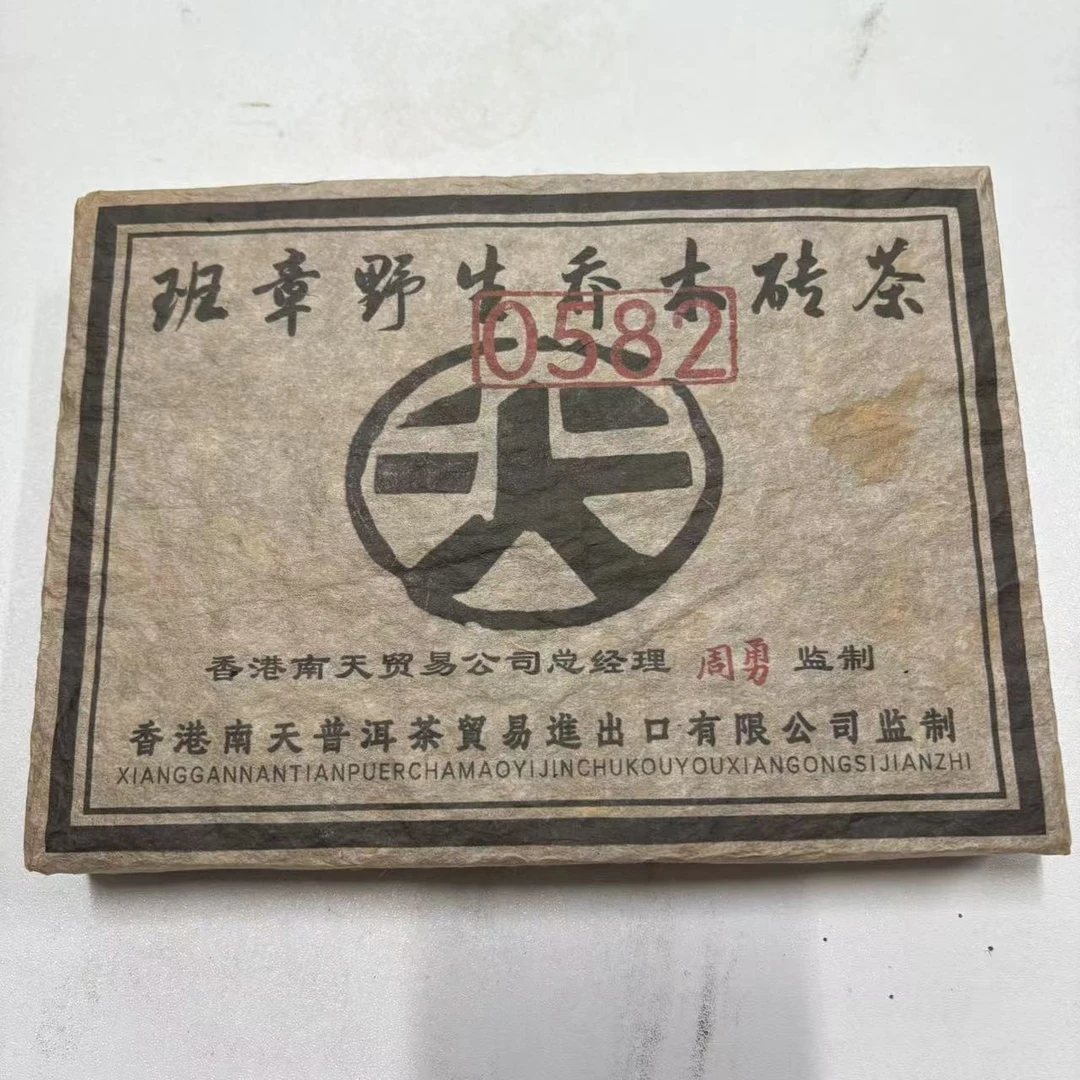 班章野生乔木砖茶
0582
天
香港南天贸易公司总经理 周勇 监制
香港南天普洱茶貿易進出口有限公司监制
XIANGGANNANTIANPUERCHAMAOYIJINCHUKOUYOUXIANGONGSIJIANZHI